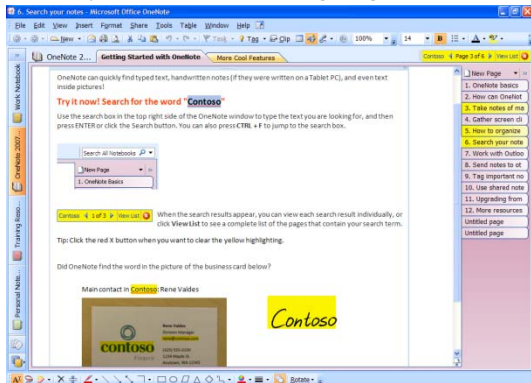 6. Search your notes - Microsoft Office OneNote
File Edit View Insert Format Share Tools Table Window Help
New Task Tag Clip 100% 14 B
OneNote 2... Getting Started with OneNote More Cool Features Contoso Page 3 of 6 View List
Work Notebook
OneNote 2007...
Training Reso...
Personal Note...
OneNote can quickly find typed text, handwritten notes (if they were written on a Tablet PC), and even text
inside pictures!
Try it now! Search for the word "Contoso"
Use the search box in the top right side of the OneNote window to type the text you are looking for, and then
press ENTER or click the Search button. You can also press CTRL + F to jump to the search box.
Search All Notebooks
New Page
1. OneNote Basics
Contoso 1 of 3 View List When the search results appear, you can view each search result individually, or
click View List to see a complete list of the pages that contain your search term.
Tip: Click the red X button when you want to clear the yellow highlighting.
Did OneNote find the word in the picture of the business card below?
Main contact in Contoso: Rene Valdes
contoso
Rene Valdes
Contoso
New Page
1. OneNote basics
2. How can OneNot
3. Take notes of ma
4. Gather screen cli
5. How to organize
6. Search your note
7. Work with Outloo
8. Send notes to ot
9. Tag important no
10. Use shared note
11. Upgrading from
12. More resources
Untitled page
Untitled page
Rotate